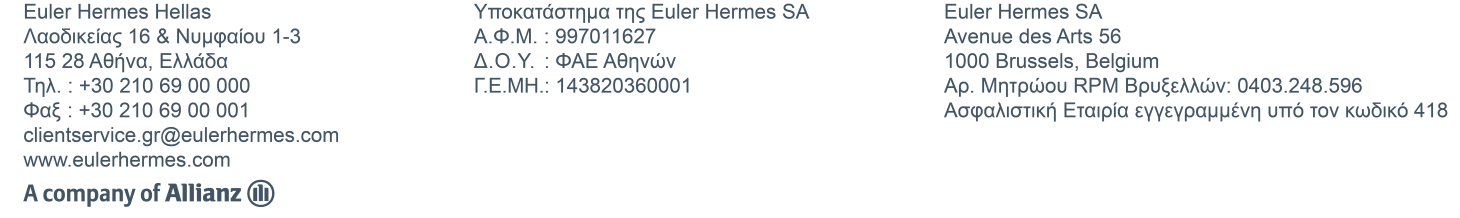 Euler Hermes Hellas
Λαοδικείας 16 & Νυμφαίου 1-3
115 28 Αθήνα, Ελλάδα
Τηλ. : +30 210 69 00 000
Φαξ : +30 210 69 00 001
clientservice.gr@eulerhermes.com
www.eulerhermes.com
A company of Allianz
Υποκατάστημα της Euler Hermes SA
Α.Φ.Μ. : 997011627
Δ.Ο.Υ. : ΦΑΕ Αθηνών
Γ.Ε.ΜΗ.: 143820360001
Euler Hermes SA
Avenue des Arts 56
1000 Brussels, Belgium
Αρ. Μητρώου RPM Βρυξελλών: 0403.248.596
Ασφαλιστική Εταιρία εγγεγραμμένη υπό τον κωδικό 418